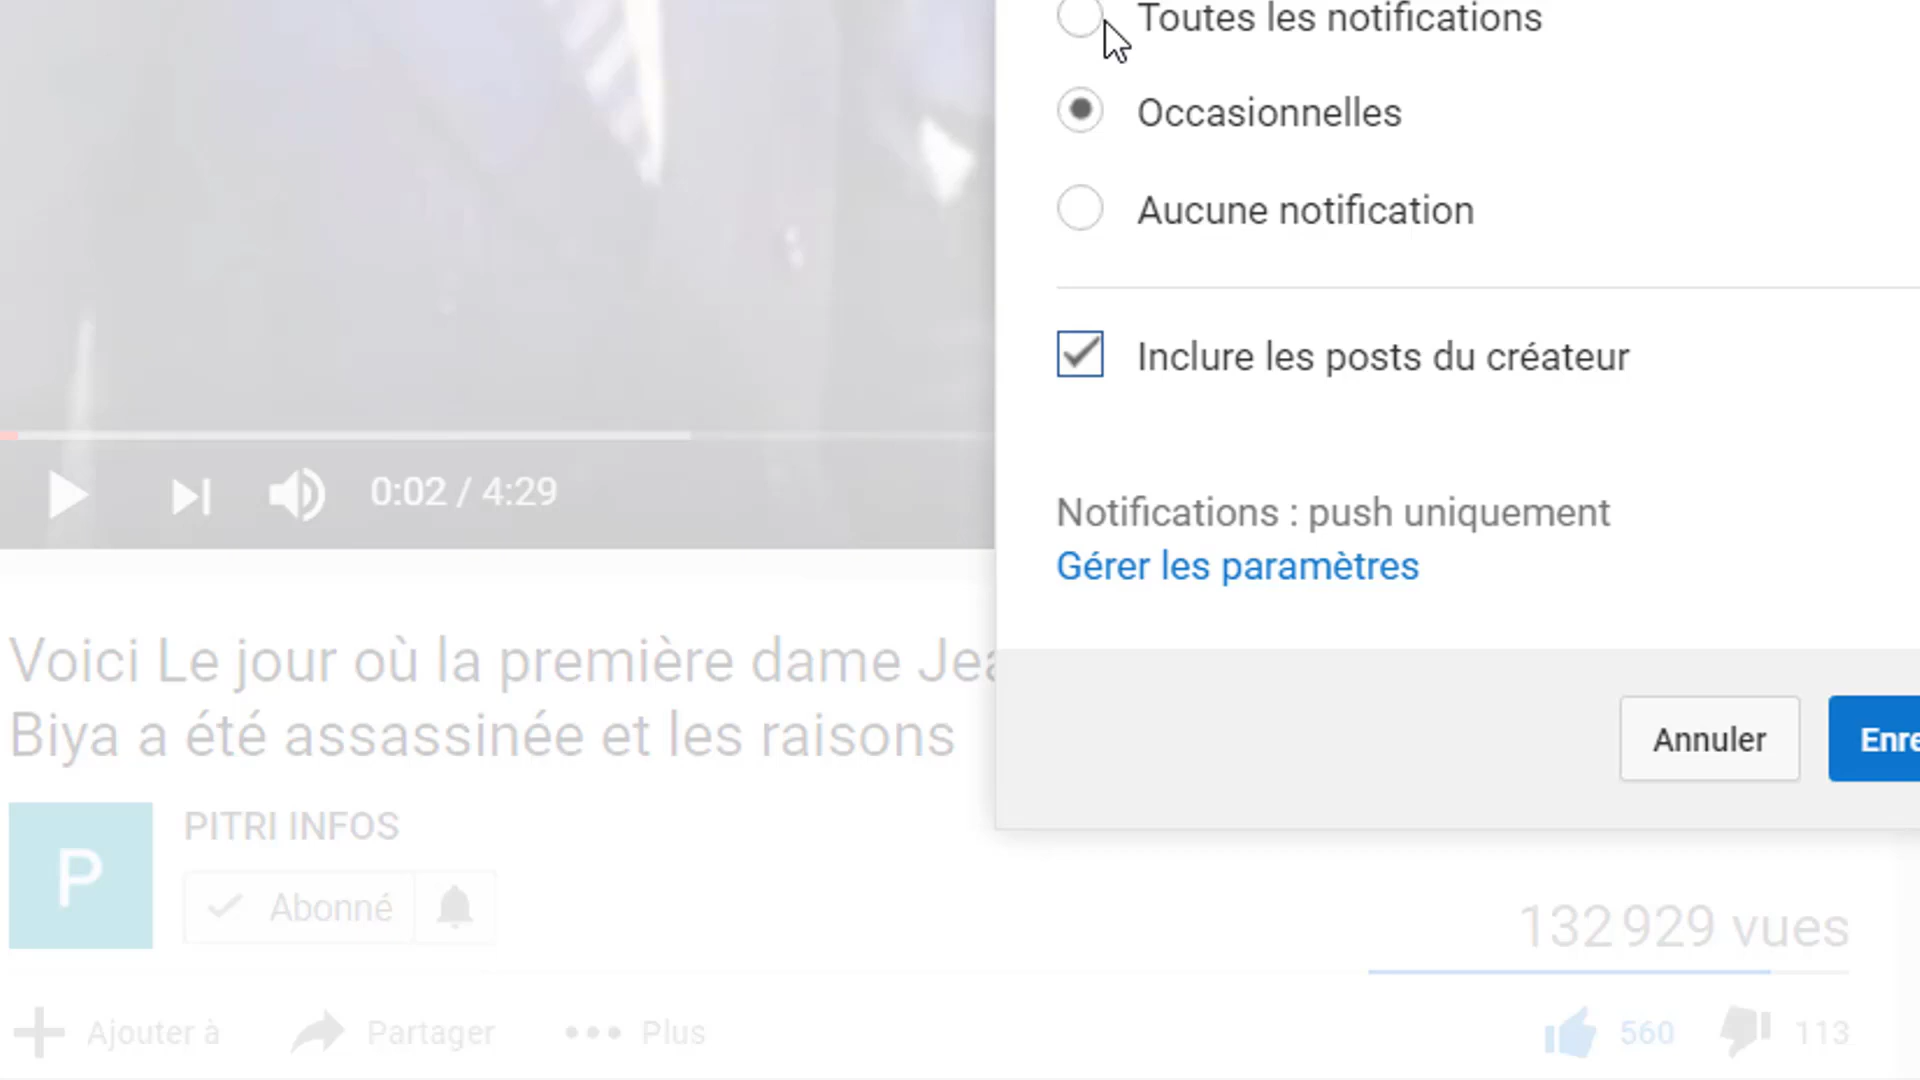 Toutes les notifications
Occasionnelles
Aucune notification
Inclure les posts du créateur
Notifications : push uniquement
Gérer les paramètres
Annuler
Enre
0:02 / 4:29
Voici Le jour où la première dame Jea
Biya a été assassinée et les raisons
P
PITRI INFOS
Abonné
132 929 vues
Ajouter à
Partager
Plus
560
113